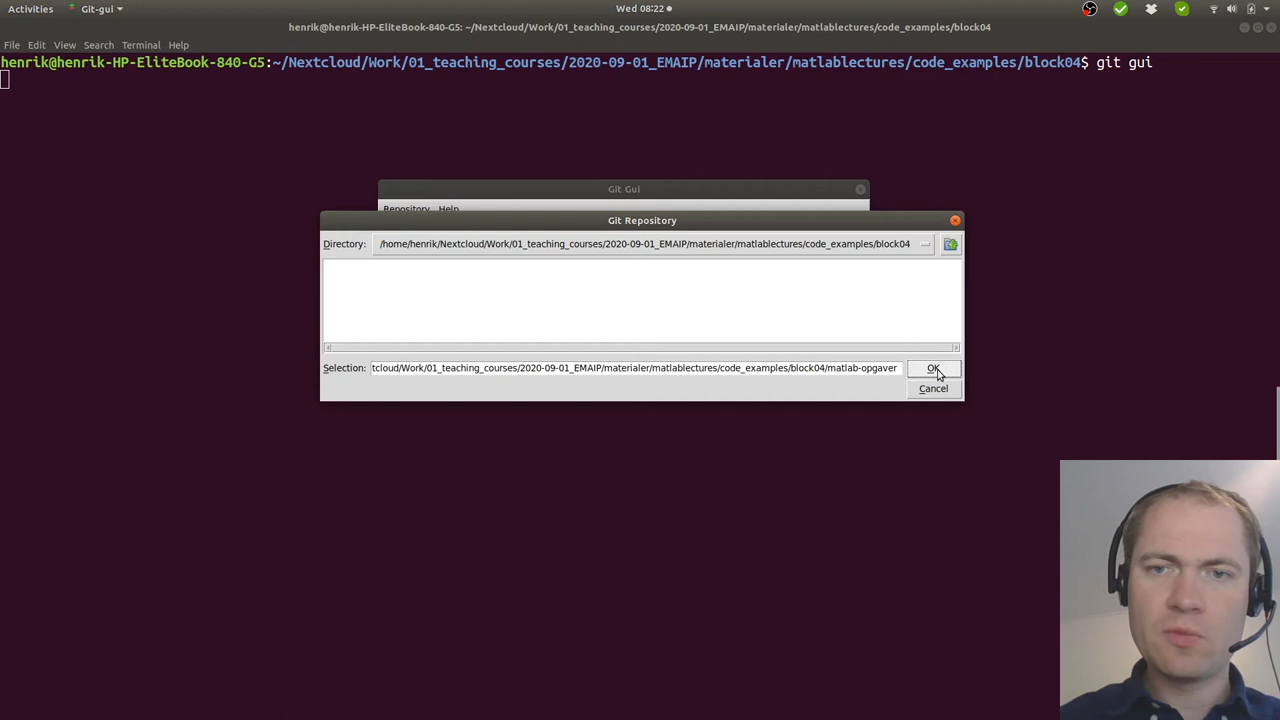 Activities
Git-gui
Wed 08:22
henrik@henrik-HP-EliteBook-840-G5: ~/Nextcloud/Work/01_teaching_courses/2020-09-01_EMAIP/materialer/matlablectures/code_examples/block04
File Edit View Search Terminal Help
henrik@henrik-HP-EliteBook-840-G5:~/Nextcloud/Work/01_teaching_courses/2020-09-01_EMAIP/materialer/matlablectures/code_examples/block04$ git gui
Git Gui
Repository Help
Git Repository
Directory: /home/henrik/Nextcloud/Work/01_teaching_courses/2020-09-01_EMAIP/materialer/matlablectures/code_examples/block04
Selection: tcloud/Work/01_teaching_courses/2020-09-01_EMAIP/materialer/matlablectures/code_examples/block04/matlab-opgaver
OK
Cancel